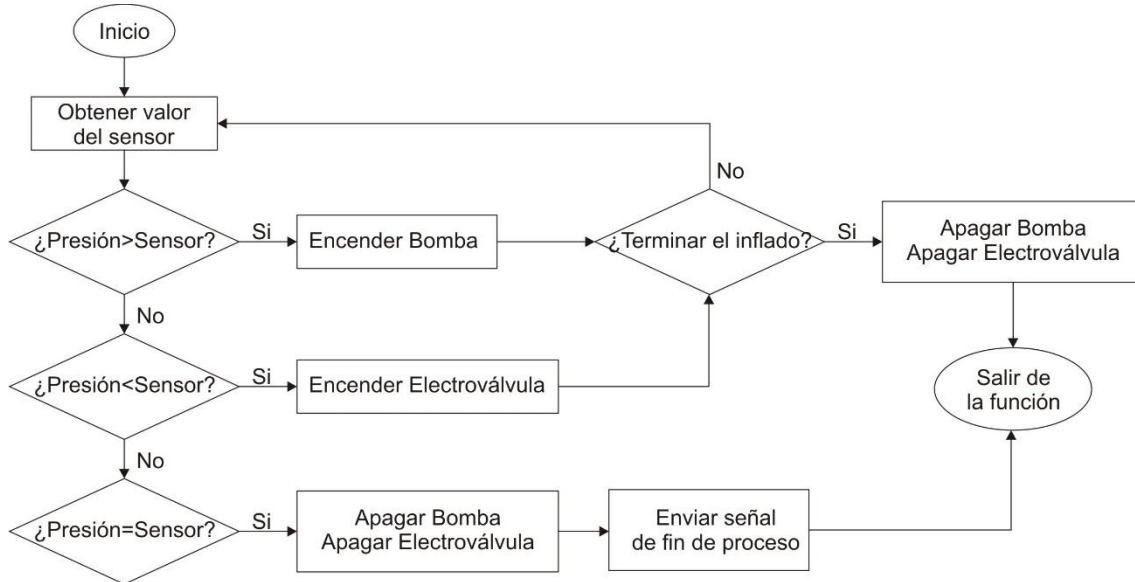 Inicio
Obtener valor
del sensor
No
¿Presión>Sensor?
Si
Encender Bomba
¿Terminar el inflado?
Si
Apagar Bomba
Apagar Electroválvula
No
¿Presión<Sensor?
Si
Encender Electroválvula
Salir de
la función
No
¿Presión=Sensor?
Si
Apagar Bomba
Apagar Electroválvula
Enviar señal
de fin de proceso